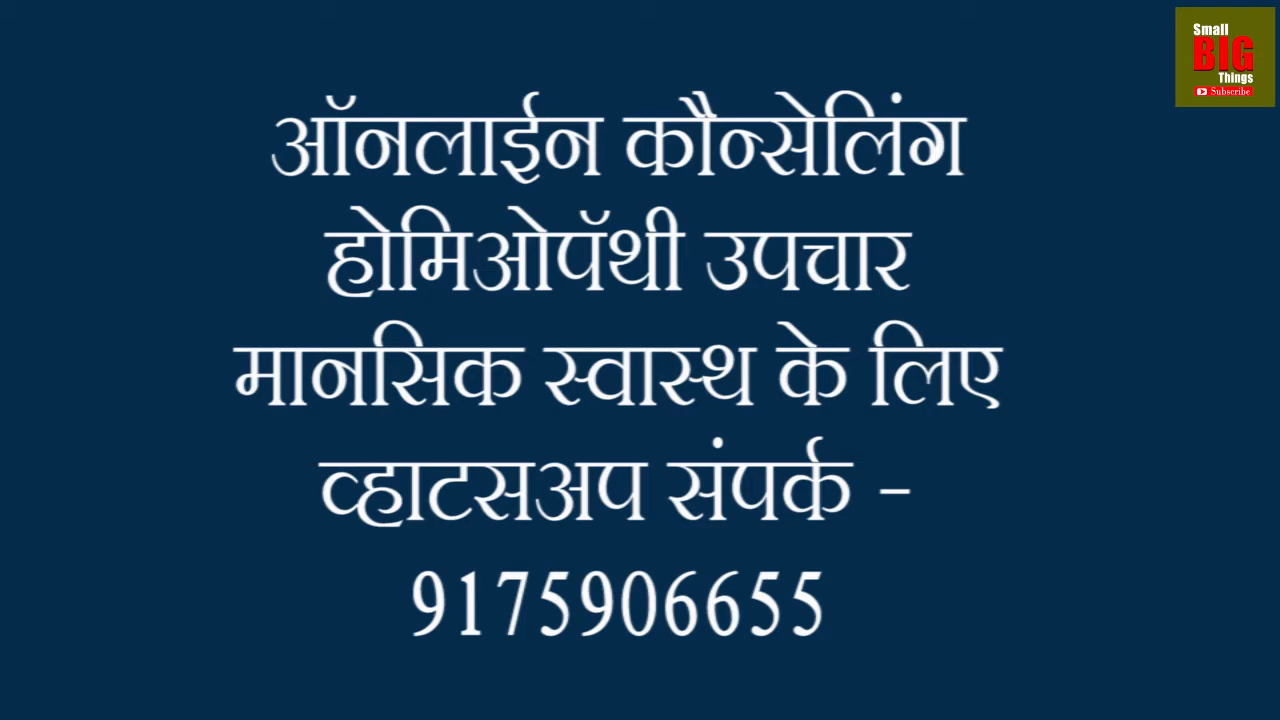 Small
BIG
Things
Subscribe
ऑनलाईन कौन्सेलिंग
होमिओपॅथी उपचार
मानसिक स्वास्थ के लिए
व्हाटसअप संपर्क -
9175906655